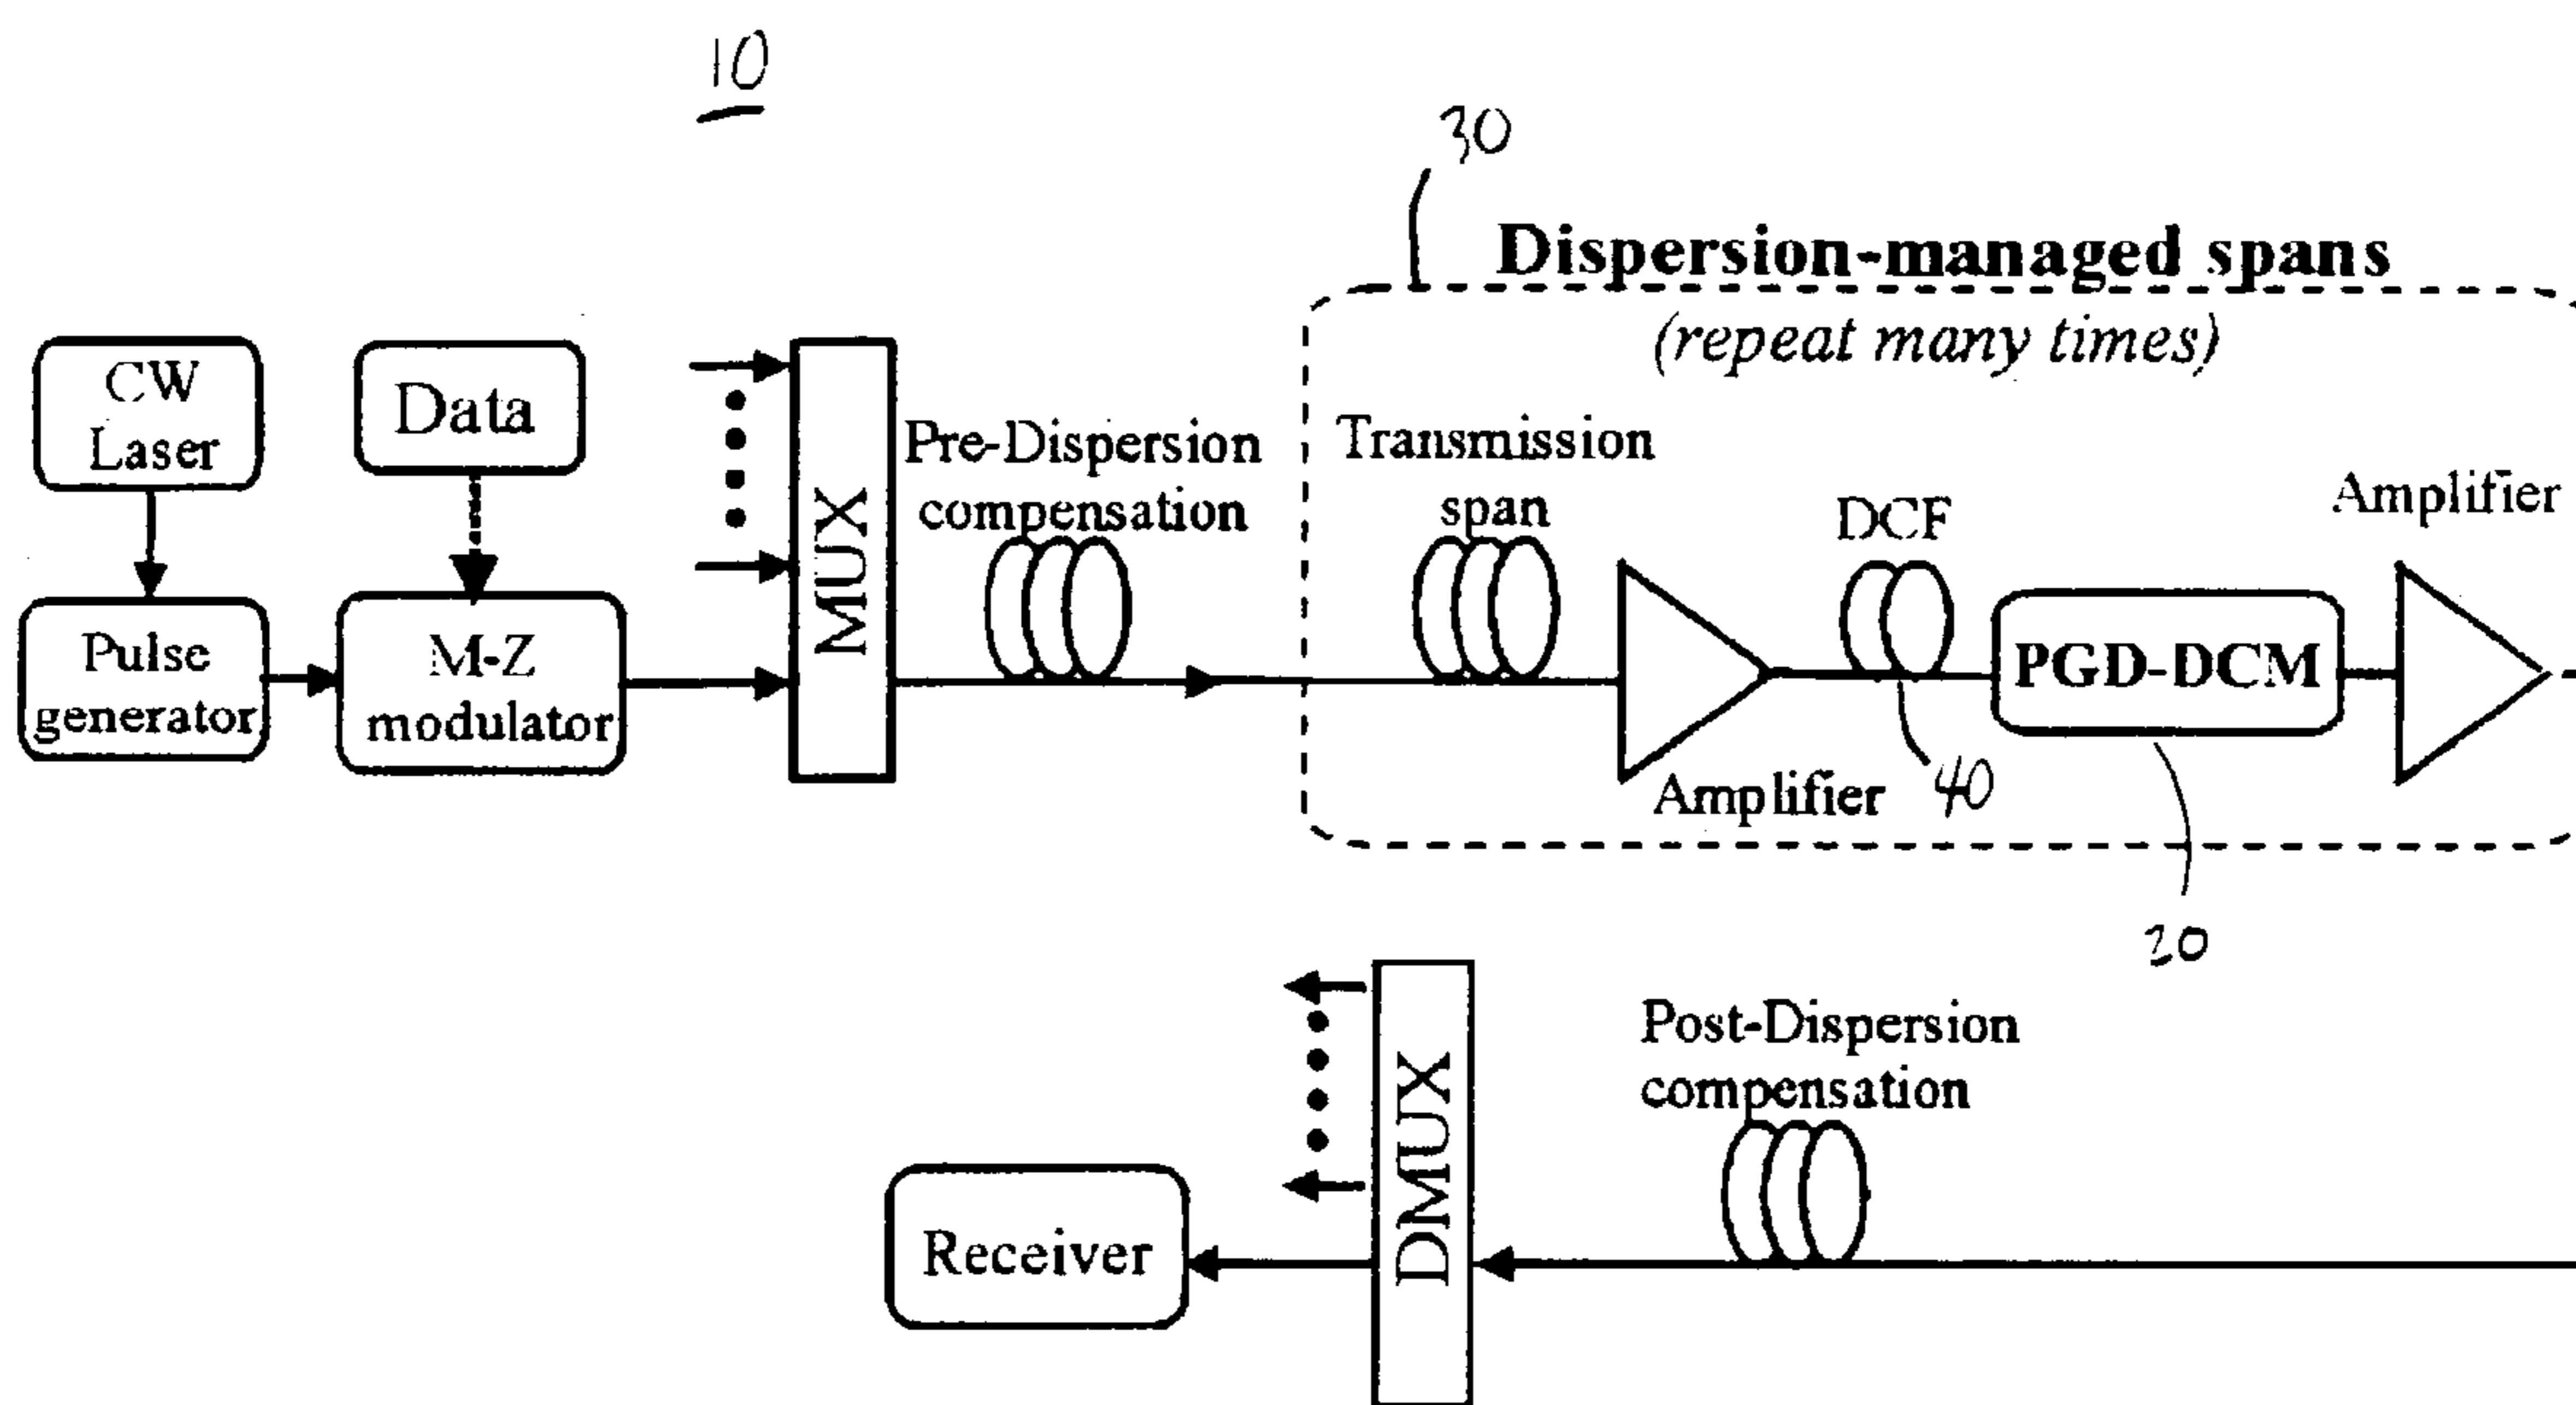 10
30
Dispersion-managed spans
(repeat many times)
CW
Laser
Data
Pre-Dispersion
compensation
Transmission
span
DCF
Amplifier
MUX
Pulse
generator
M-Z
modulator
PGD-DCM
Amplifier
40
20
Post-Dispersion
compensation
DMUX
Receiver